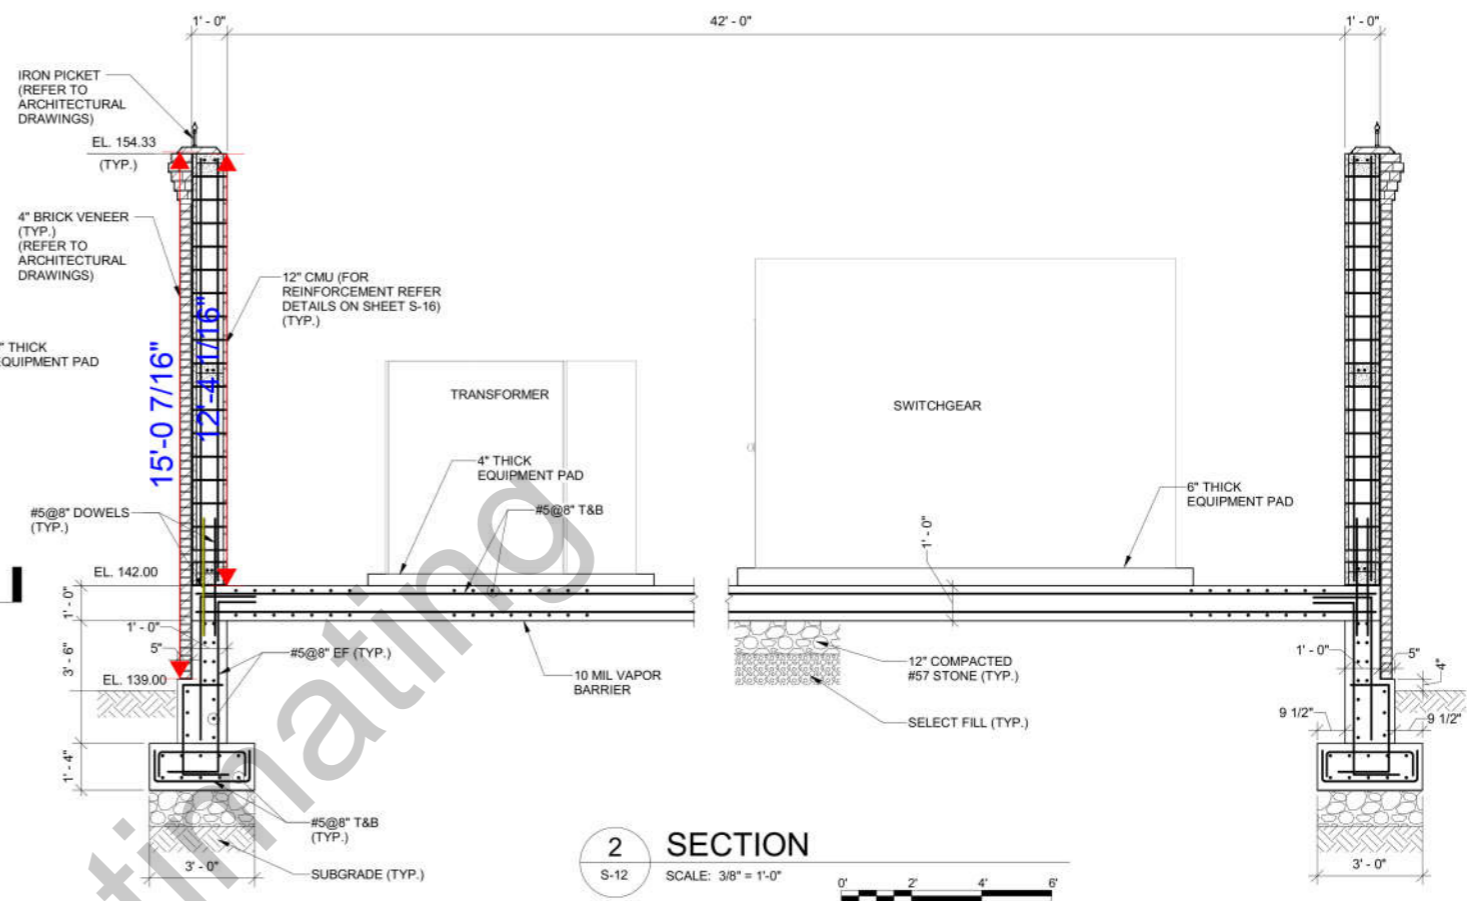 1' - 0"
42' - 0"
1' - 0"
IRON PICKET
(REFER TO
ARCHITECTURAL
DRAWINGS)
EL. 154.33
(TYP.)
4" BRICK VENEER
(TYP.)
(REFER TO
ARCHITECTURAL
DRAWINGS)
12" CMU (FOR
REINFORCEMENT REFER
DETAILS ON SHEET S-16)
(TYP.)
" THICK
EQUIPMENT PAD
15'-0 7/16"
12'-4 1/16"
TRANSFORMER
SWITCHGEAR
4" THICK
EQUIPMENT PAD
6" THICK
EQUIPMENT PAD
#5@8" DOWELS
(TYP.)
#5@8" T&B
1' - 0"
EL. 142.00
1' - 0"
1' - 0"
5"
3' - 6"
#5@8" EF (TYP.)
EL. 139.00
10 MIL VAPOR
BARRIER
12" COMPACTED
#57 STONE (TYP.)
SELECT FILL (TYP.)
1' - 0"
5"
4"
9 1/2"
9 1/2"
1' - 4"
#5@8" T&B
(TYP.)
SUBGRADE (TYP.)
3' - 0"
3' - 0"
2
S-12
SECTION
SCALE: 3/8" = 1'-0"
0' 2' 4' 6'
timating